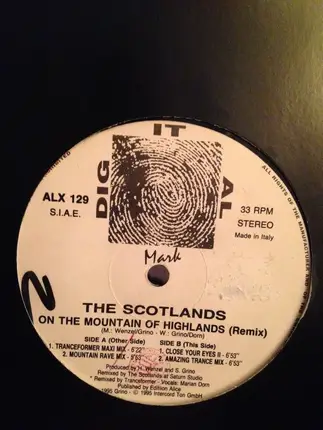 DIG IT AL
ALX 129
S.I.A.E.
33 RPM
STEREO
Made in Italy
Mark
2
THE SCOTLANDS
ON THE MOUNTAIN OF HIGHLANDS (Remix)
(M. Wenzel/Grino - W. Grino/Dorn)
SIDE A (Other Side)
1. TRANCEFORMER MAXI MIX - 6'22"
2. MOUNTAIN RAVE MIX -
SIDE B (This Side)
1. CLOSE YOUR EYES II - 6'53"
2. AMAZING TRANCE MIX - 6'53"
Produced by M. Wenzel and S. Grino
Remixed by The Scotlands at Saturn Studio
* Remixed by Tranceformer - Vocals: Marian Dorn
Published by Edition Alice
1995 Grino / © 1995 Intercord Ton GmbH
ALL RIGHTS OF THE MANUFACTURER